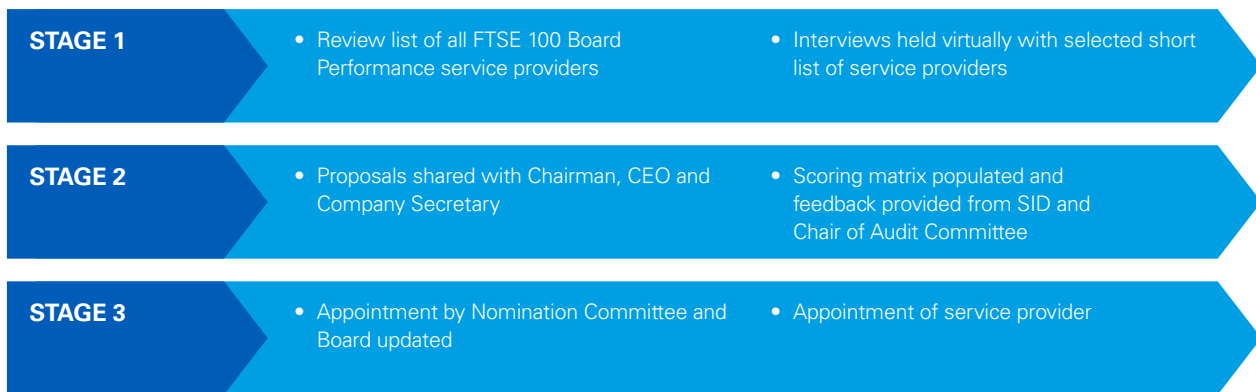 STAGE 1
• Review list of all FTSE 100 Board
Performance service providers
• Interviews held virtually with selected short
list of service providers
STAGE 2
• Proposals shared with Chairman, CEO and
Company Secretary
• Scoring matrix populated and
feedback provided from SID and
Chair of Audit Committee
STAGE 3
• Appointment by Nomination Committee and
Board updated
• Appointment of service provider